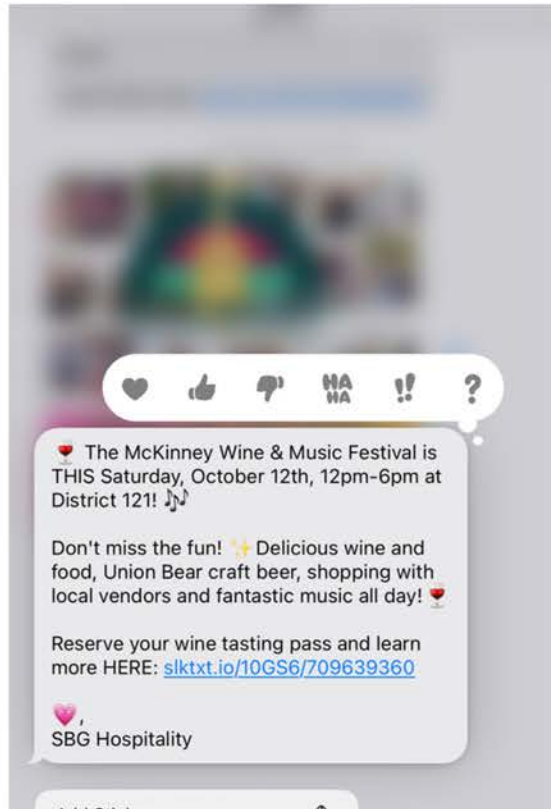 HA
HA
!!
?
🍷 The McKinney Wine & Music Festival is
THIS Saturday, October 12th, 12pm-6pm at
District 121! 🎶
Don't miss the fun! ✨ Delicious wine and
food, Union Bear craft beer, shopping with
local vendors and fantastic music all day! 🍷
Reserve your wine tasting pass and learn
more HERE: slktxt.io/10GS6/709639360
💗,
SBG Hospitality